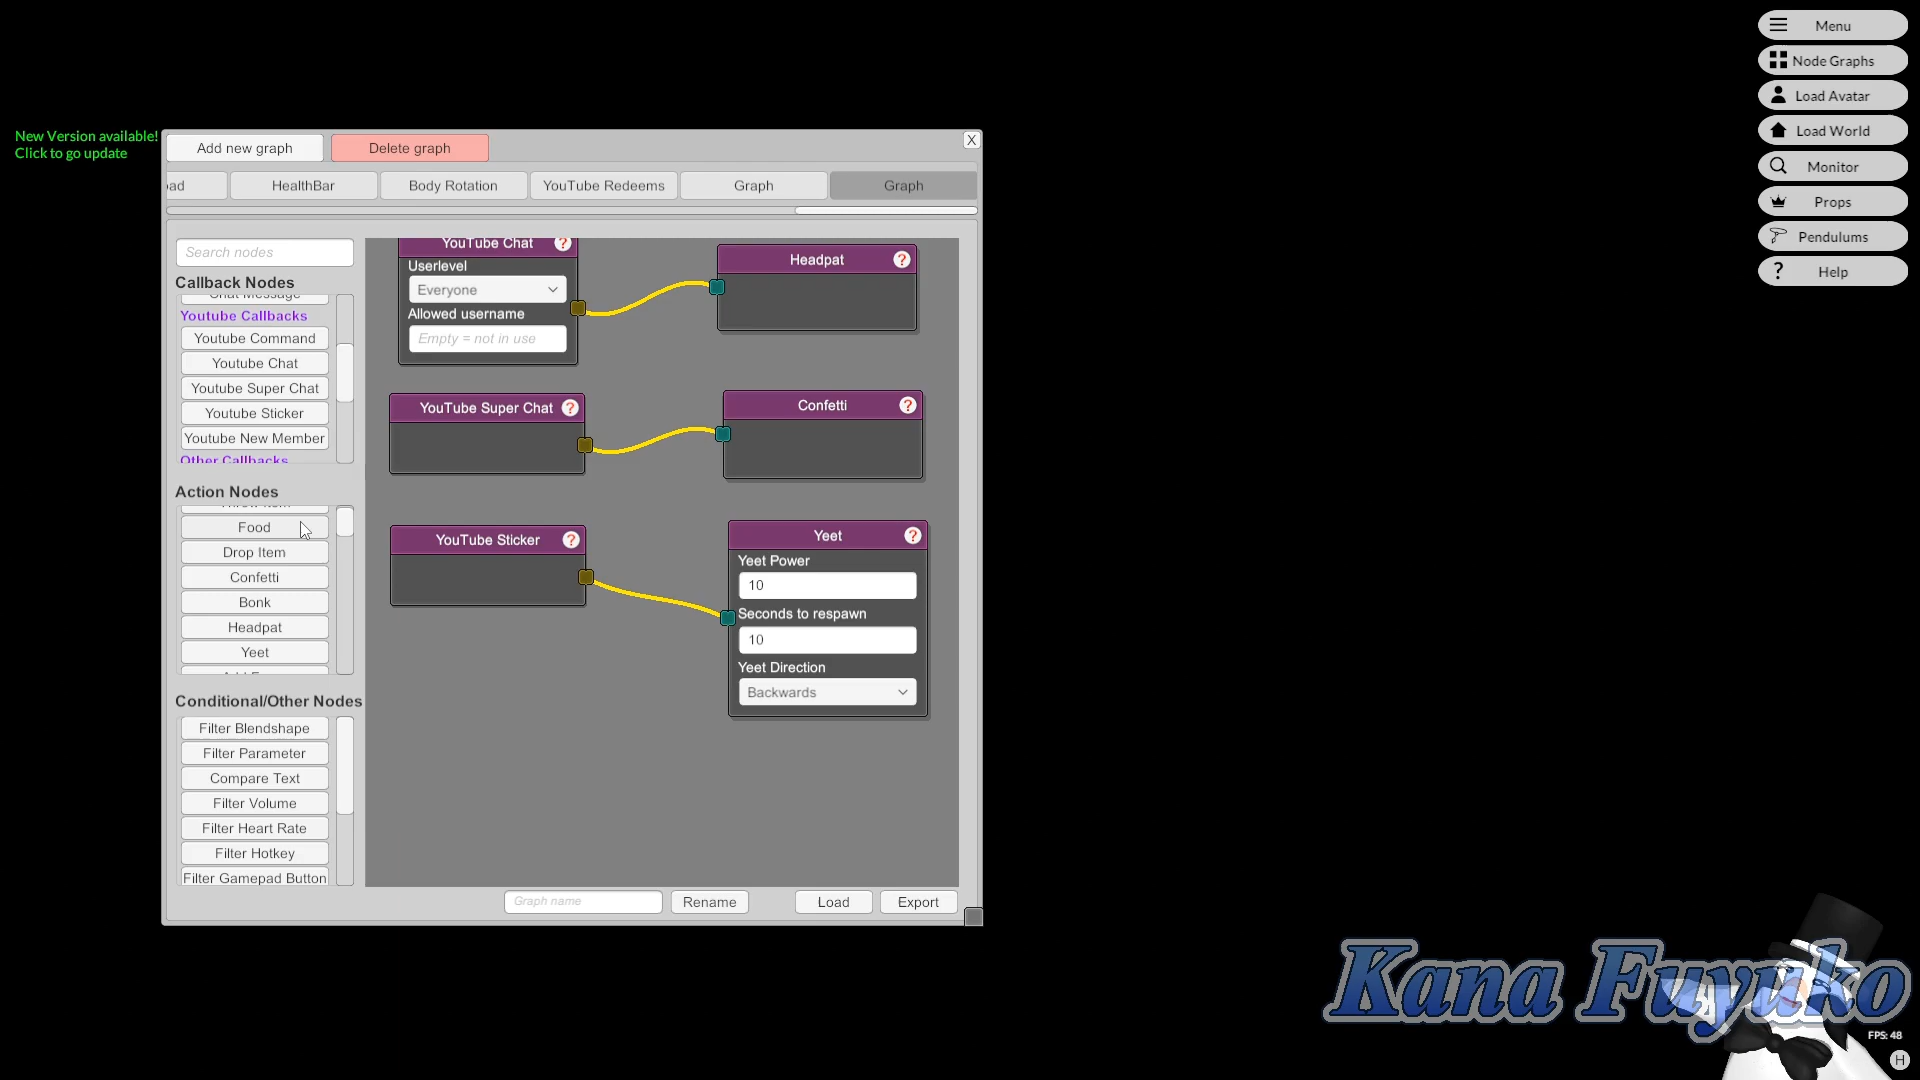 Menu
Node Graphs
Load Avatar
Load World
Monitor
Props
Pendulums
? Help
New Version available!
Click to go update
Add new graph
Delete graph
X
HealthBar
Body Rotation
YouTube Redeems
Graph
Graph
Search nodes
Callback Nodes
Chat Message
Youtube Callbacks
Youtube Command
Youtube Chat
Youtube Super Chat
Youtube Sticker
Youtube New Member
Other Callbacks
Action Nodes
Food
Drop Item
Confetti
Bonk
Headpat
Yeet
Conditional/Other Nodes
Filter Blendshape
Filter Parameter
Compare Text
Filter Volume
Filter Heart Rate
Filter Hotkey
Filter Gamepad Button
YouTube Chat ?
Userlevel
Everyone
Allowed username
Empty = not in use
Headpat ?
YouTube Super Chat ?
Confetti ?
YouTube Sticker ?
Yeet ?
Yeet Power
10
Seconds to respawn
10
Yeet Direction
Backwards
Graph name
Rename
Load
Export
Kana Fuyuko
FPS: 48
H